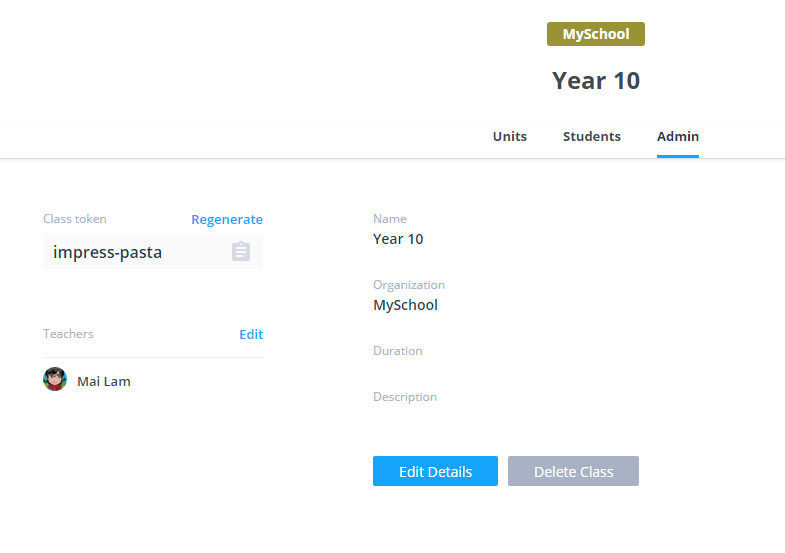 MySchool
Year 10
Units Students Admin
Class token Regenerate
impress-pasta
Teachers Edit
Mai Lam
Name
Year 10
Organization
MySchool
Duration
Description
Edit Details Delete Class